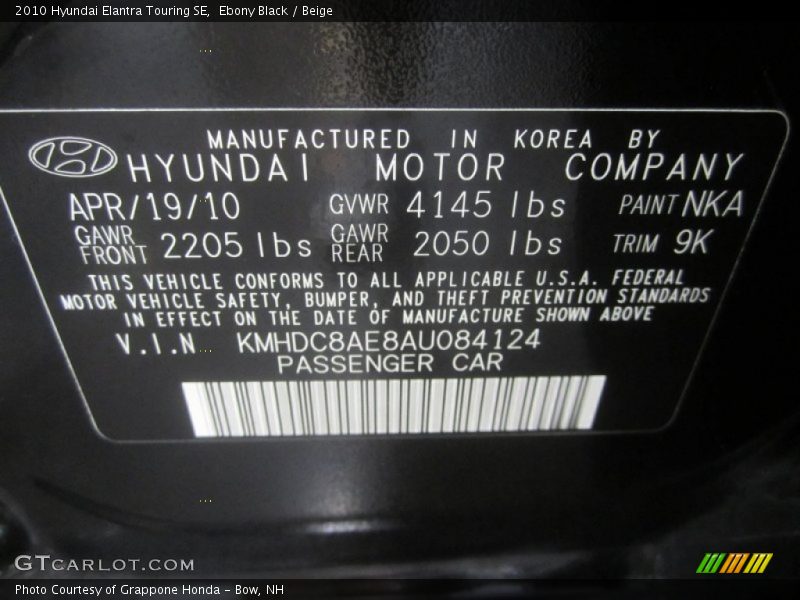 2010 Hyundai Elantra Touring SE, Ebony Black / Beige
MANUFACTURED IN KOREA BY
HYUNDAI MOTOR COMPANY
APR/19/10 GVWR 4145 lbs PAINT NKA
GAWR FRONT 2205 lbs GAWR REAR 2050 lbs TRIM 9K
THIS VEHICLE CONFORMS TO ALL APPLICABLE U.S.A. FEDERAL
MOTOR VEHICLE SAFETY, BUMPER, AND THEFT PREVENTION STANDARDS
IN EFFECT ON THE DATE OF MANUFACTURE SHOWN ABOVE
V.I.N KMHDC8AE8AU084124
PASSENGER CAR
GTCARLOT.COM
Photo Courtesy of Grappone Honda - Bow, NH